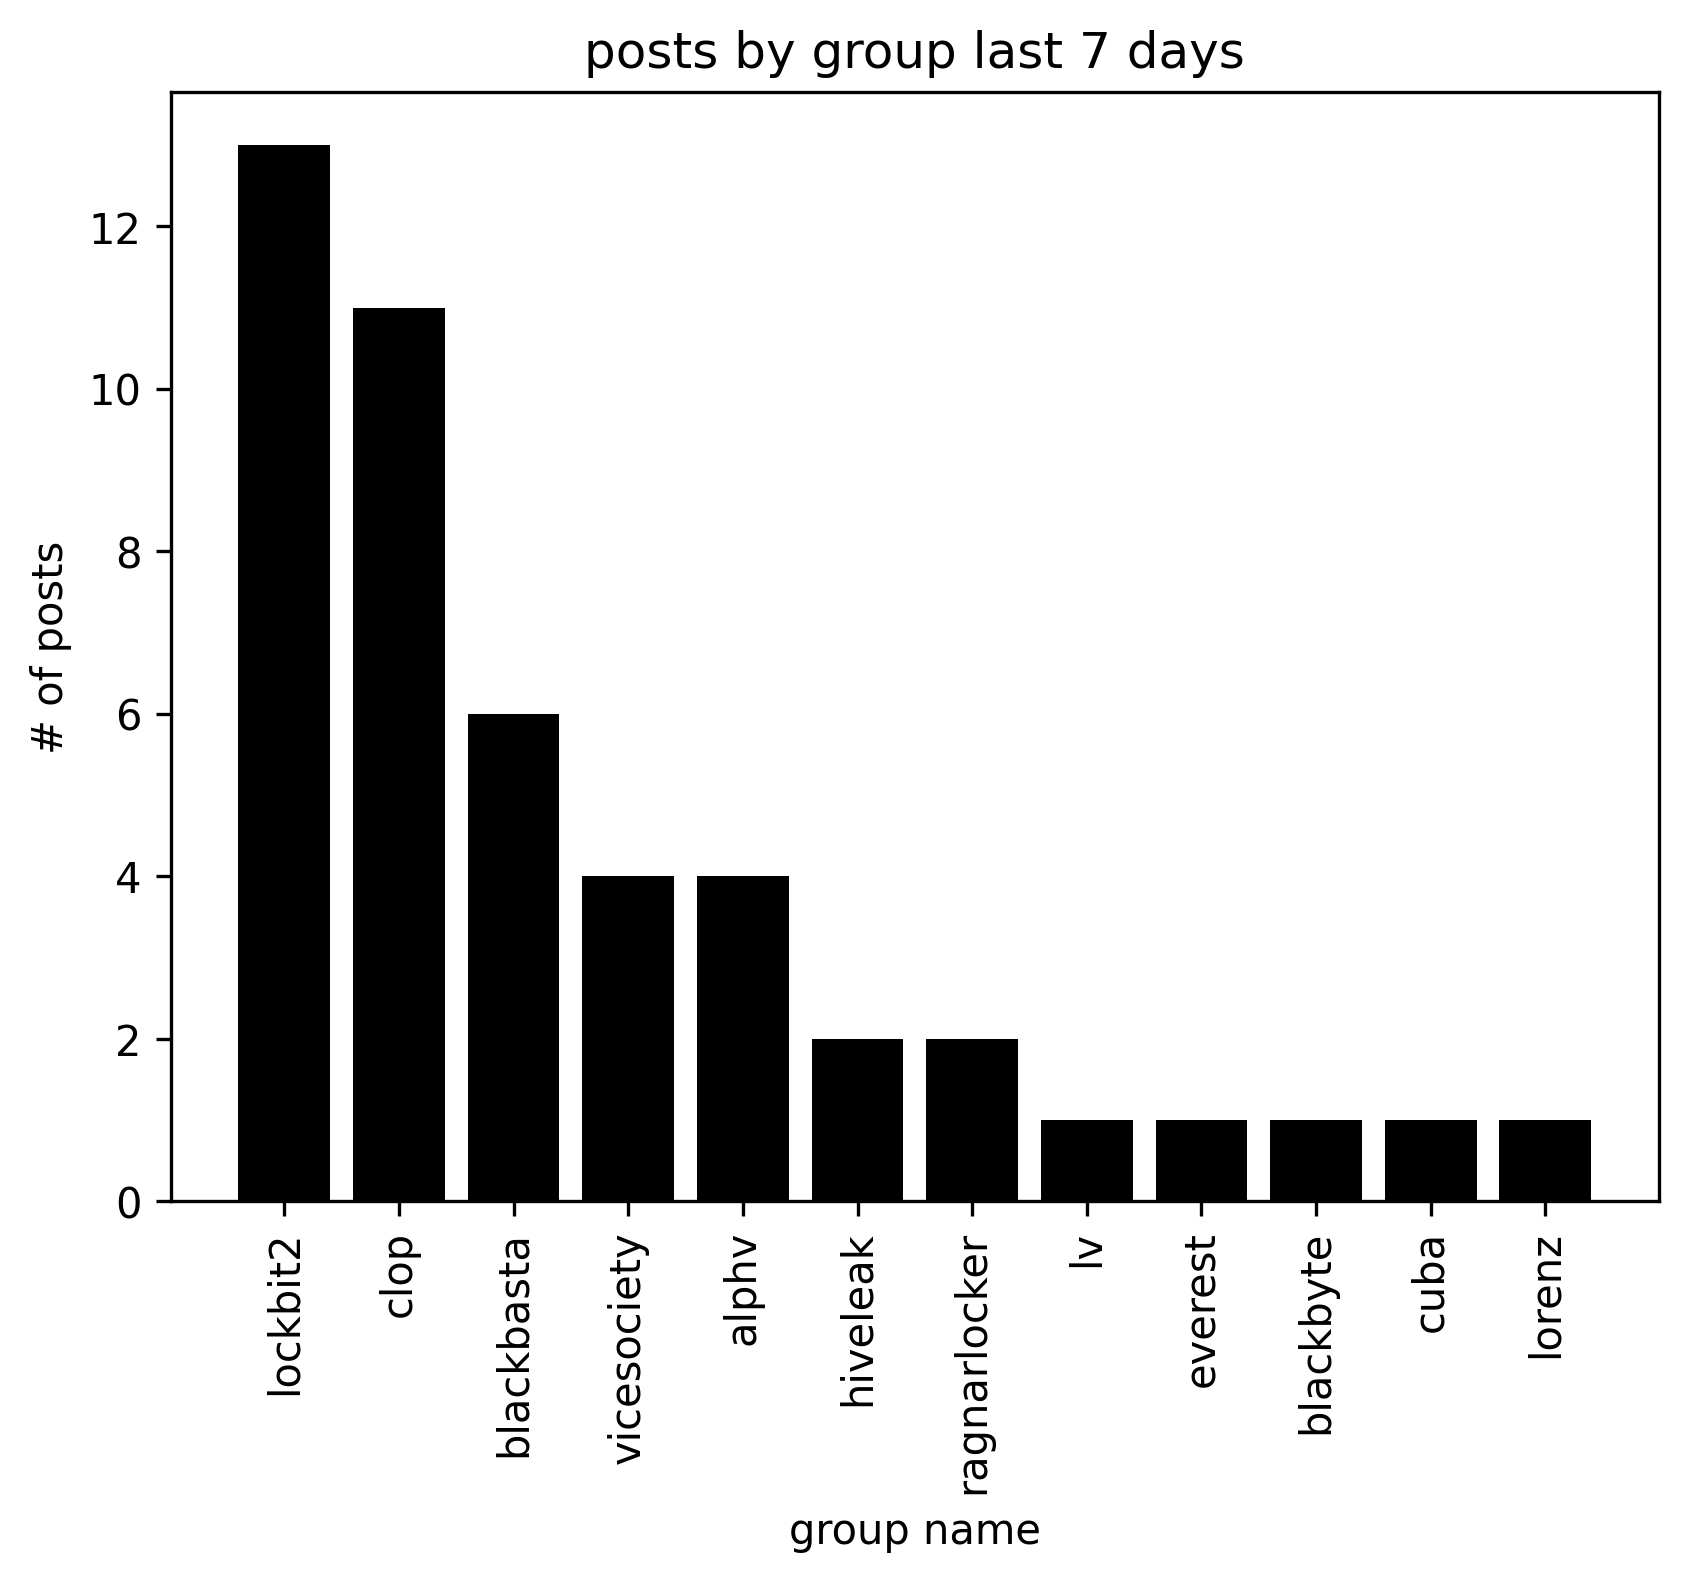 posts by group last 7 days
# of posts
12
10
8
6
4
2
0
lockbit2
clop
blackbasta
vicesociety
alphv
hiveleak
ragnarlocker
lv
everest
blackbyte
cuba
lorenz
group name